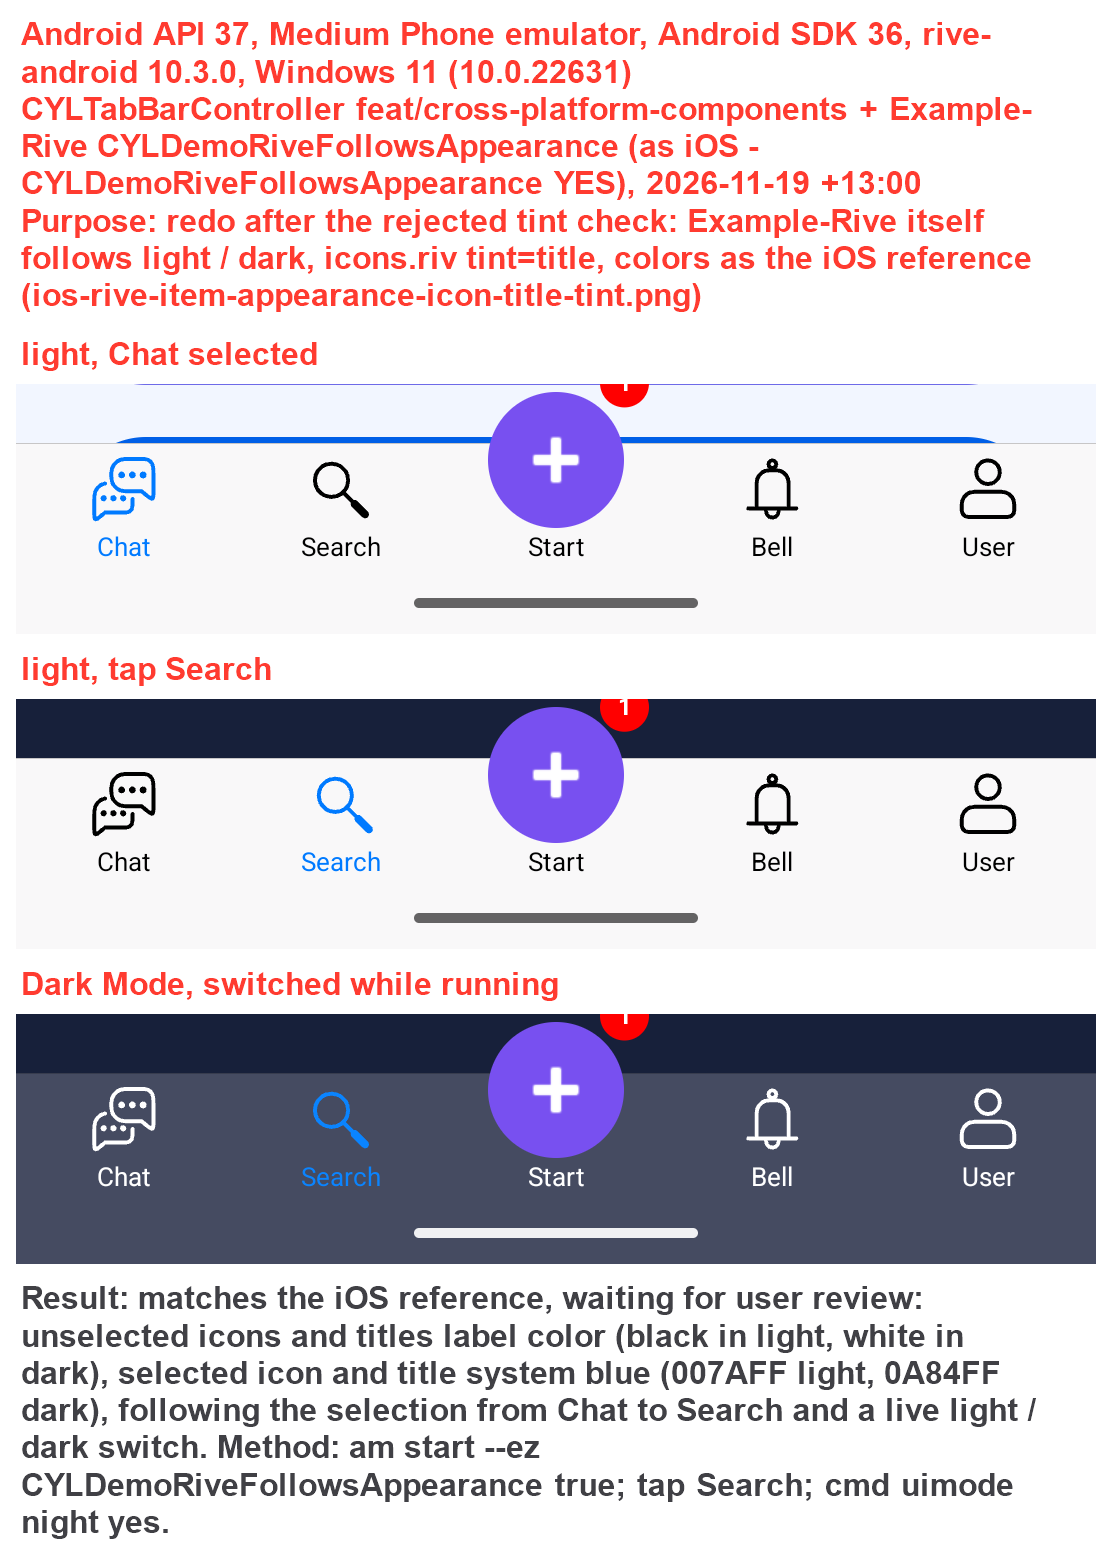 Android API 37, Medium Phone emulator, Android SDK 36, rive-
android 10.3.0, Windows 11 (10.0.22631)
CYLTabBarController feat/cross-platform-components + Example-
Rive CYLDemoRiveFollowsAppearance (as iOS -
CYLDemoRiveFollowsAppearance YES), 2026-11-19 +13:00
Purpose: redo after the rejected tint check: Example-Rive itself
follows light / dark, icons.riv tint=title, colors as the iOS reference
(ios-rive-item-appearance-icon-title-tint.png)
light, Chat selected
Chat Search Start Bell User
light, tap Search
1
Chat Search Start Bell User
Dark Mode, switched while running
Chat Search Start Bell User
Result: matches the iOS reference, waiting for user review:
unselected icons and titles label color (black in light, white in
dark), selected icon and title system blue (007AFF light, 0A84FF
dark), following the selection from Chat to Search and a live light /
dark switch. Method: am start --ez
CYLDemoRiveFollowsAppearance true; tap Search; cmd uimode
night yes.